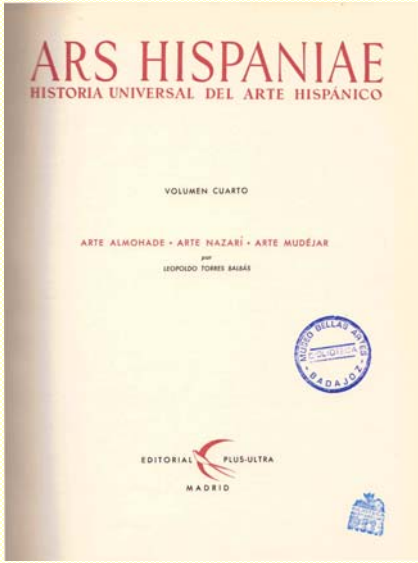 ARS HISPANIAE
HISTORIA UNIVERSAL DEL ARTE HISPÁNICO
VOLUMEN CUARTO
ARTE ALMOHADE • ARTE NAZARÍ • ARTE MUDÉJAR
por
LEOPOLDO TORRES BALBÁS
MUSEO BELLAS ARTES
BIBLIOTECA
- BADAJOZ -
EDITORIAL PLUS-ULTRA
MADRID